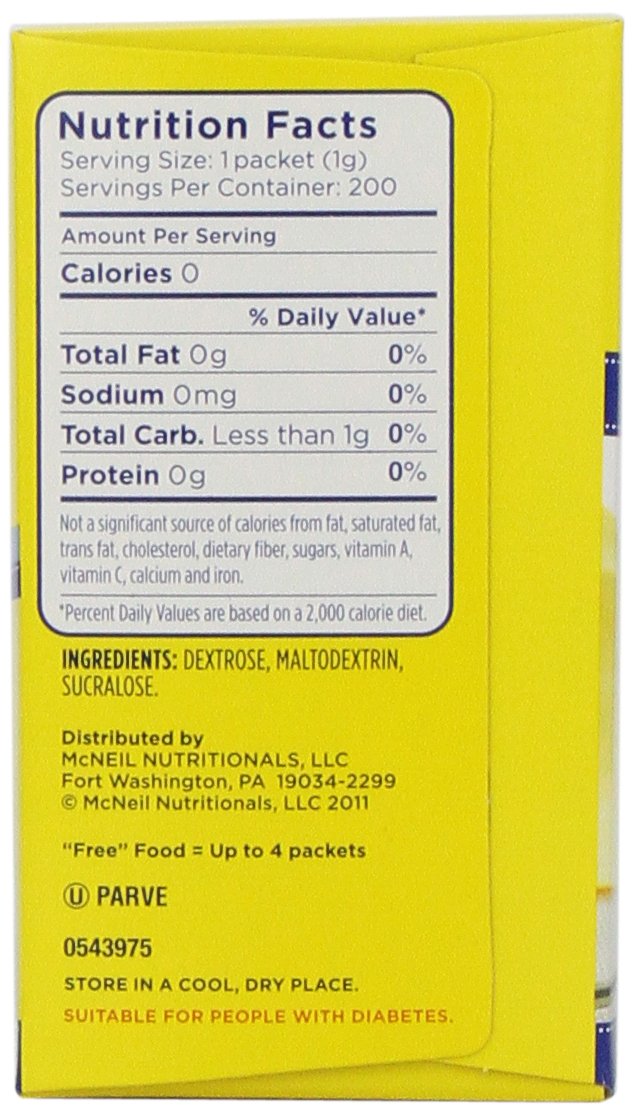 Nutrition Facts
Serving Size: 1 packet (1g)
Servings Per Container: 200
Amount Per Serving
Calories 0
% Daily Value*
Total Fat 0g 0%
Sodium 0mg 0%
Total Carb. Less than 1g 0%
Protein 0g 0%
Not a significant source of calories from fat, saturated fat,
trans fat, cholesterol, dietary fiber, sugars, vitamin A,
vitamin C, calcium and iron.
*Percent Daily Values are based on a 2,000 calorie diet.
INGREDIENTS: DEXTROSE, MALTODEXTRIN,
SUCRALOSE.
Distributed by
McNEIL NUTRITIONALS, LLC
Fort Washington, PA 19034-2299
© McNeil Nutritionals, LLC 2011
"Free" Food = Up to 4 packets
U PARVE
0543975
STORE IN A COOL, DRY PLACE.
SUITABLE FOR PEOPLE WITH DIABETES.